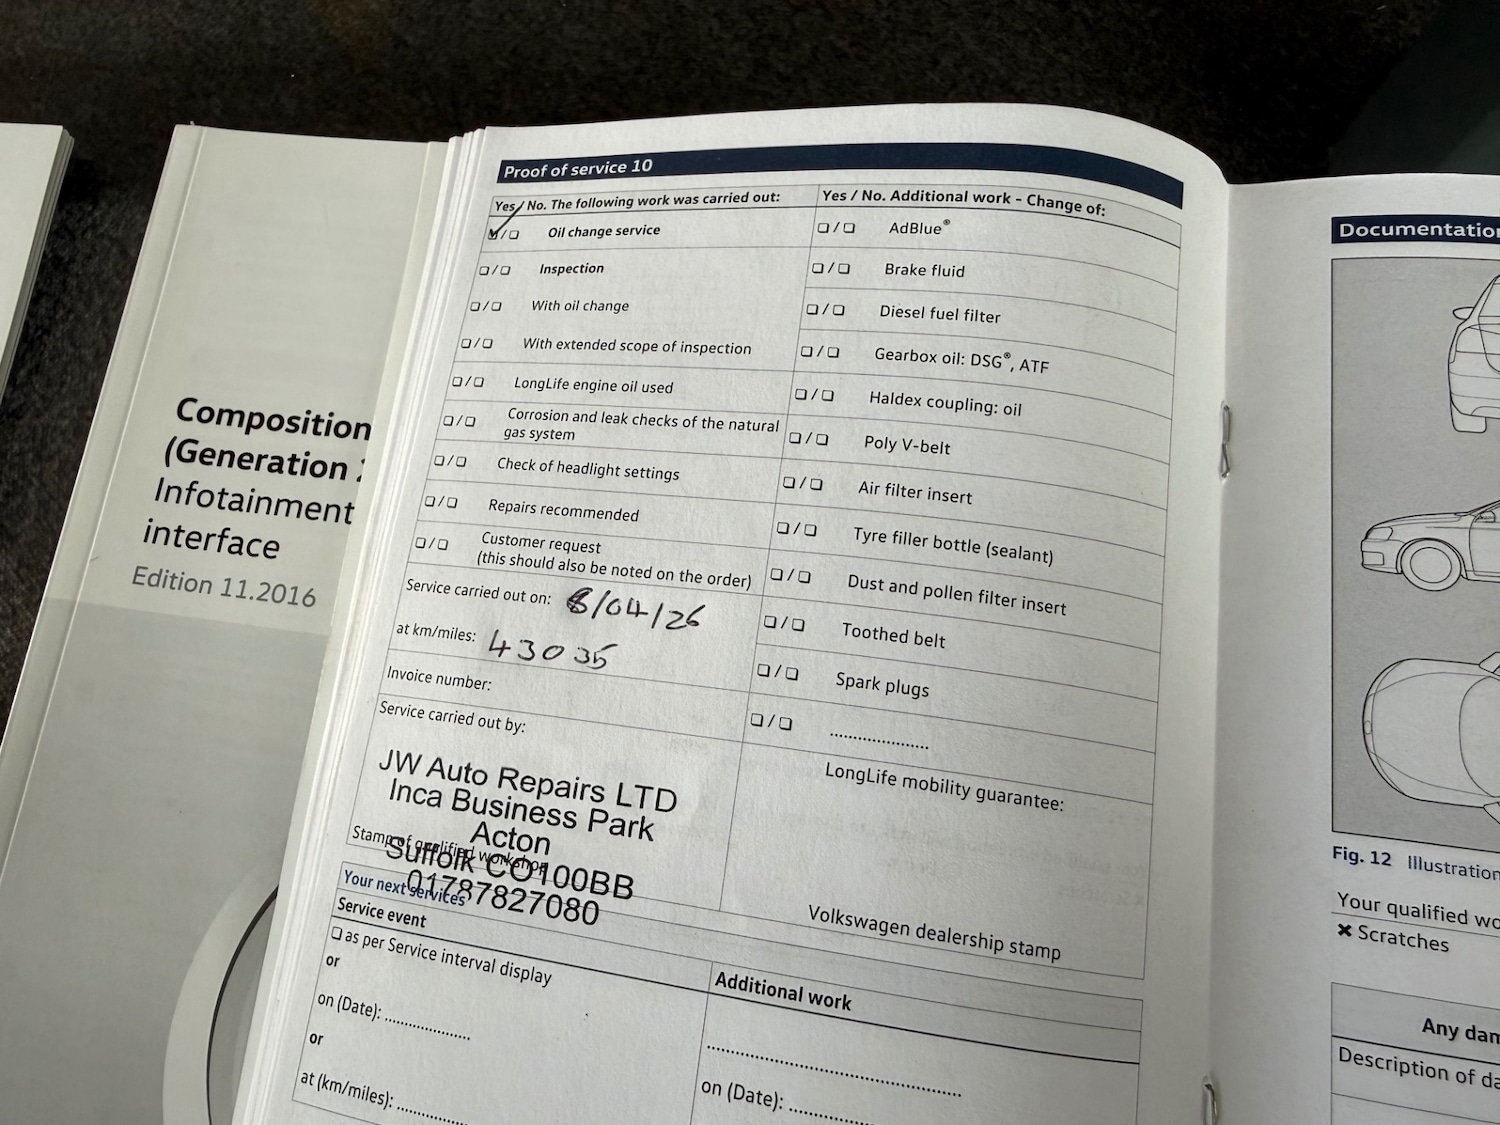 Composition
(Generation 2
Infotainment
interface
Edition 11.2016
Proof of service 10
Yes / No. The following work was carried out:
❏/❏ Oil change service
❏/❏ Inspection
❏/❏ With oil change
❏/❏ With extended scope of inspection
❏/❏ LongLife engine oil used
❏/❏ Corrosion and leak checks of the natural
gas system
❏/❏ Check of headlight settings
❏/❏ Repairs recommended
❏/❏ Customer request
(this should also be noted on the order)
Service carried out on: 8/04/26
at km/miles: 43035
Invoice number:
Service carried out by:
JW Auto Repairs LTD
Inca Business Park
Acton
Suffolk CO100BB
01787827080
Stamp of qualified workshop
Yes / No. Additional work - Change of:
❏/❏ AdBlue®
❏/❏ Brake fluid
❏/❏ Diesel fuel filter
❏/❏ Gearbox oil: DSG®, ATF
❏/❏ Haldex coupling: oil
❏/❏ Poly V-belt
❏/❏ Air filter insert
❏/❏ Tyre filler bottle (sealant)
❏/❏ Dust and pollen filter insert
❏/❏ Toothed belt
❏/❏ Spark plugs
❏/❏ .....................
LongLife mobility guarantee:
Volkswagen dealership stamp
Your next services
Service event
❏ as per Service interval display
or
on (Date): ..................
or
at (km/miles): ..............
Additional work
.............................................
on (Date): ..............
Documentation
Fig. 12 Illustration
Your qualified wo
✖ Scratches
Any dam
Description of da